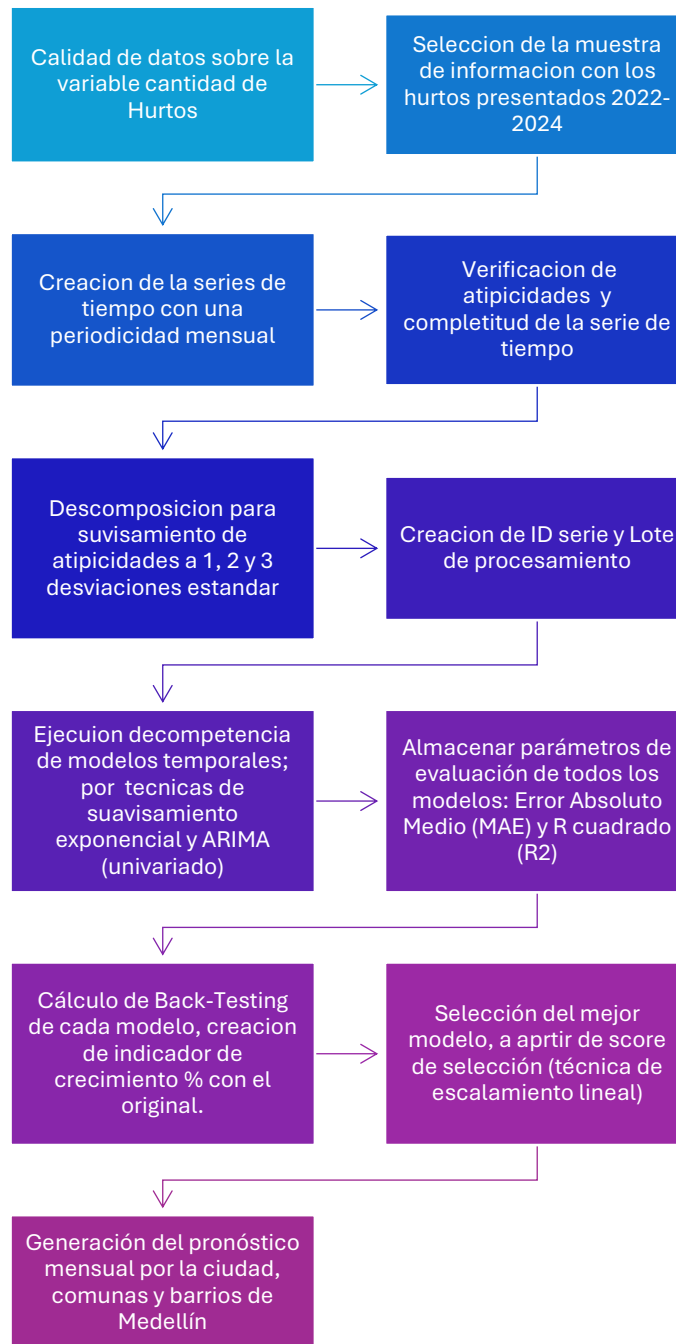 Calidad de datos sobre la
variable cantidad de
Hurtos
Seleccion de la muestra
de informacion con los
hurtos presentados 2022-
2024
Creacion de la series de
tiempo con una
periodicidad mensual
Verificacion de
atipicidades y
completitud de la serie de
tiempo
Descomposicion para
suvisamiento de
atipicidades a 1, 2 y 3
desviaciones estandar
Creacion de ID serie y Lote
de procesamiento
Ejecuion decompetencia
de modelos temporales;
por tecnicas de
suavisamiento
exponencial y ARIMA
(univariado)
Almacenar parámetros de
evaluación de todos los
modelos: Error Absoluto
Medio (MAE) y R cuadrado
(R2)
Cálculo de Back-Testing
de cada modelo, creacion
de indicador de
crecimiento % con el
original.
Selección del mejor
modelo, a aprtir de score
de selección (técnica de
escalamiento lineal)
Generación del pronóstico
mensual por la ciudad,
comunas y barrios de
Medellín